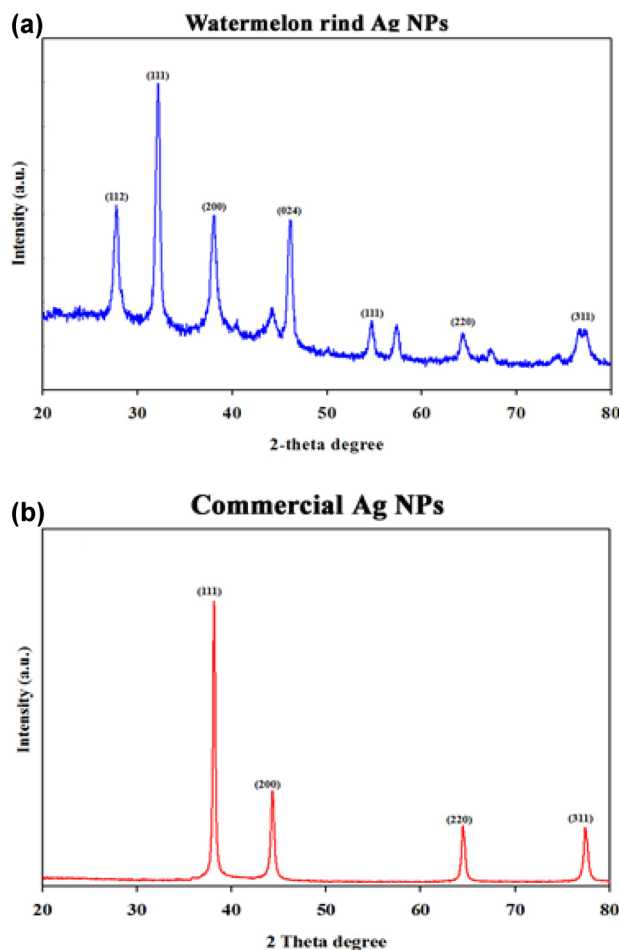 (a)
Watermelon rind Ag NPs
(111)
(112)
(200)
(024)
(111)
(220)
(311)
Intensity (a.u.)
20 30 40 50 60 70 80
2-theta degree
(b)
Commercial Ag NPs
(111)
(200)
(220)
(311)
Intensity (a.u.)
20 30 40 50 60 70 80
2 Theta degree